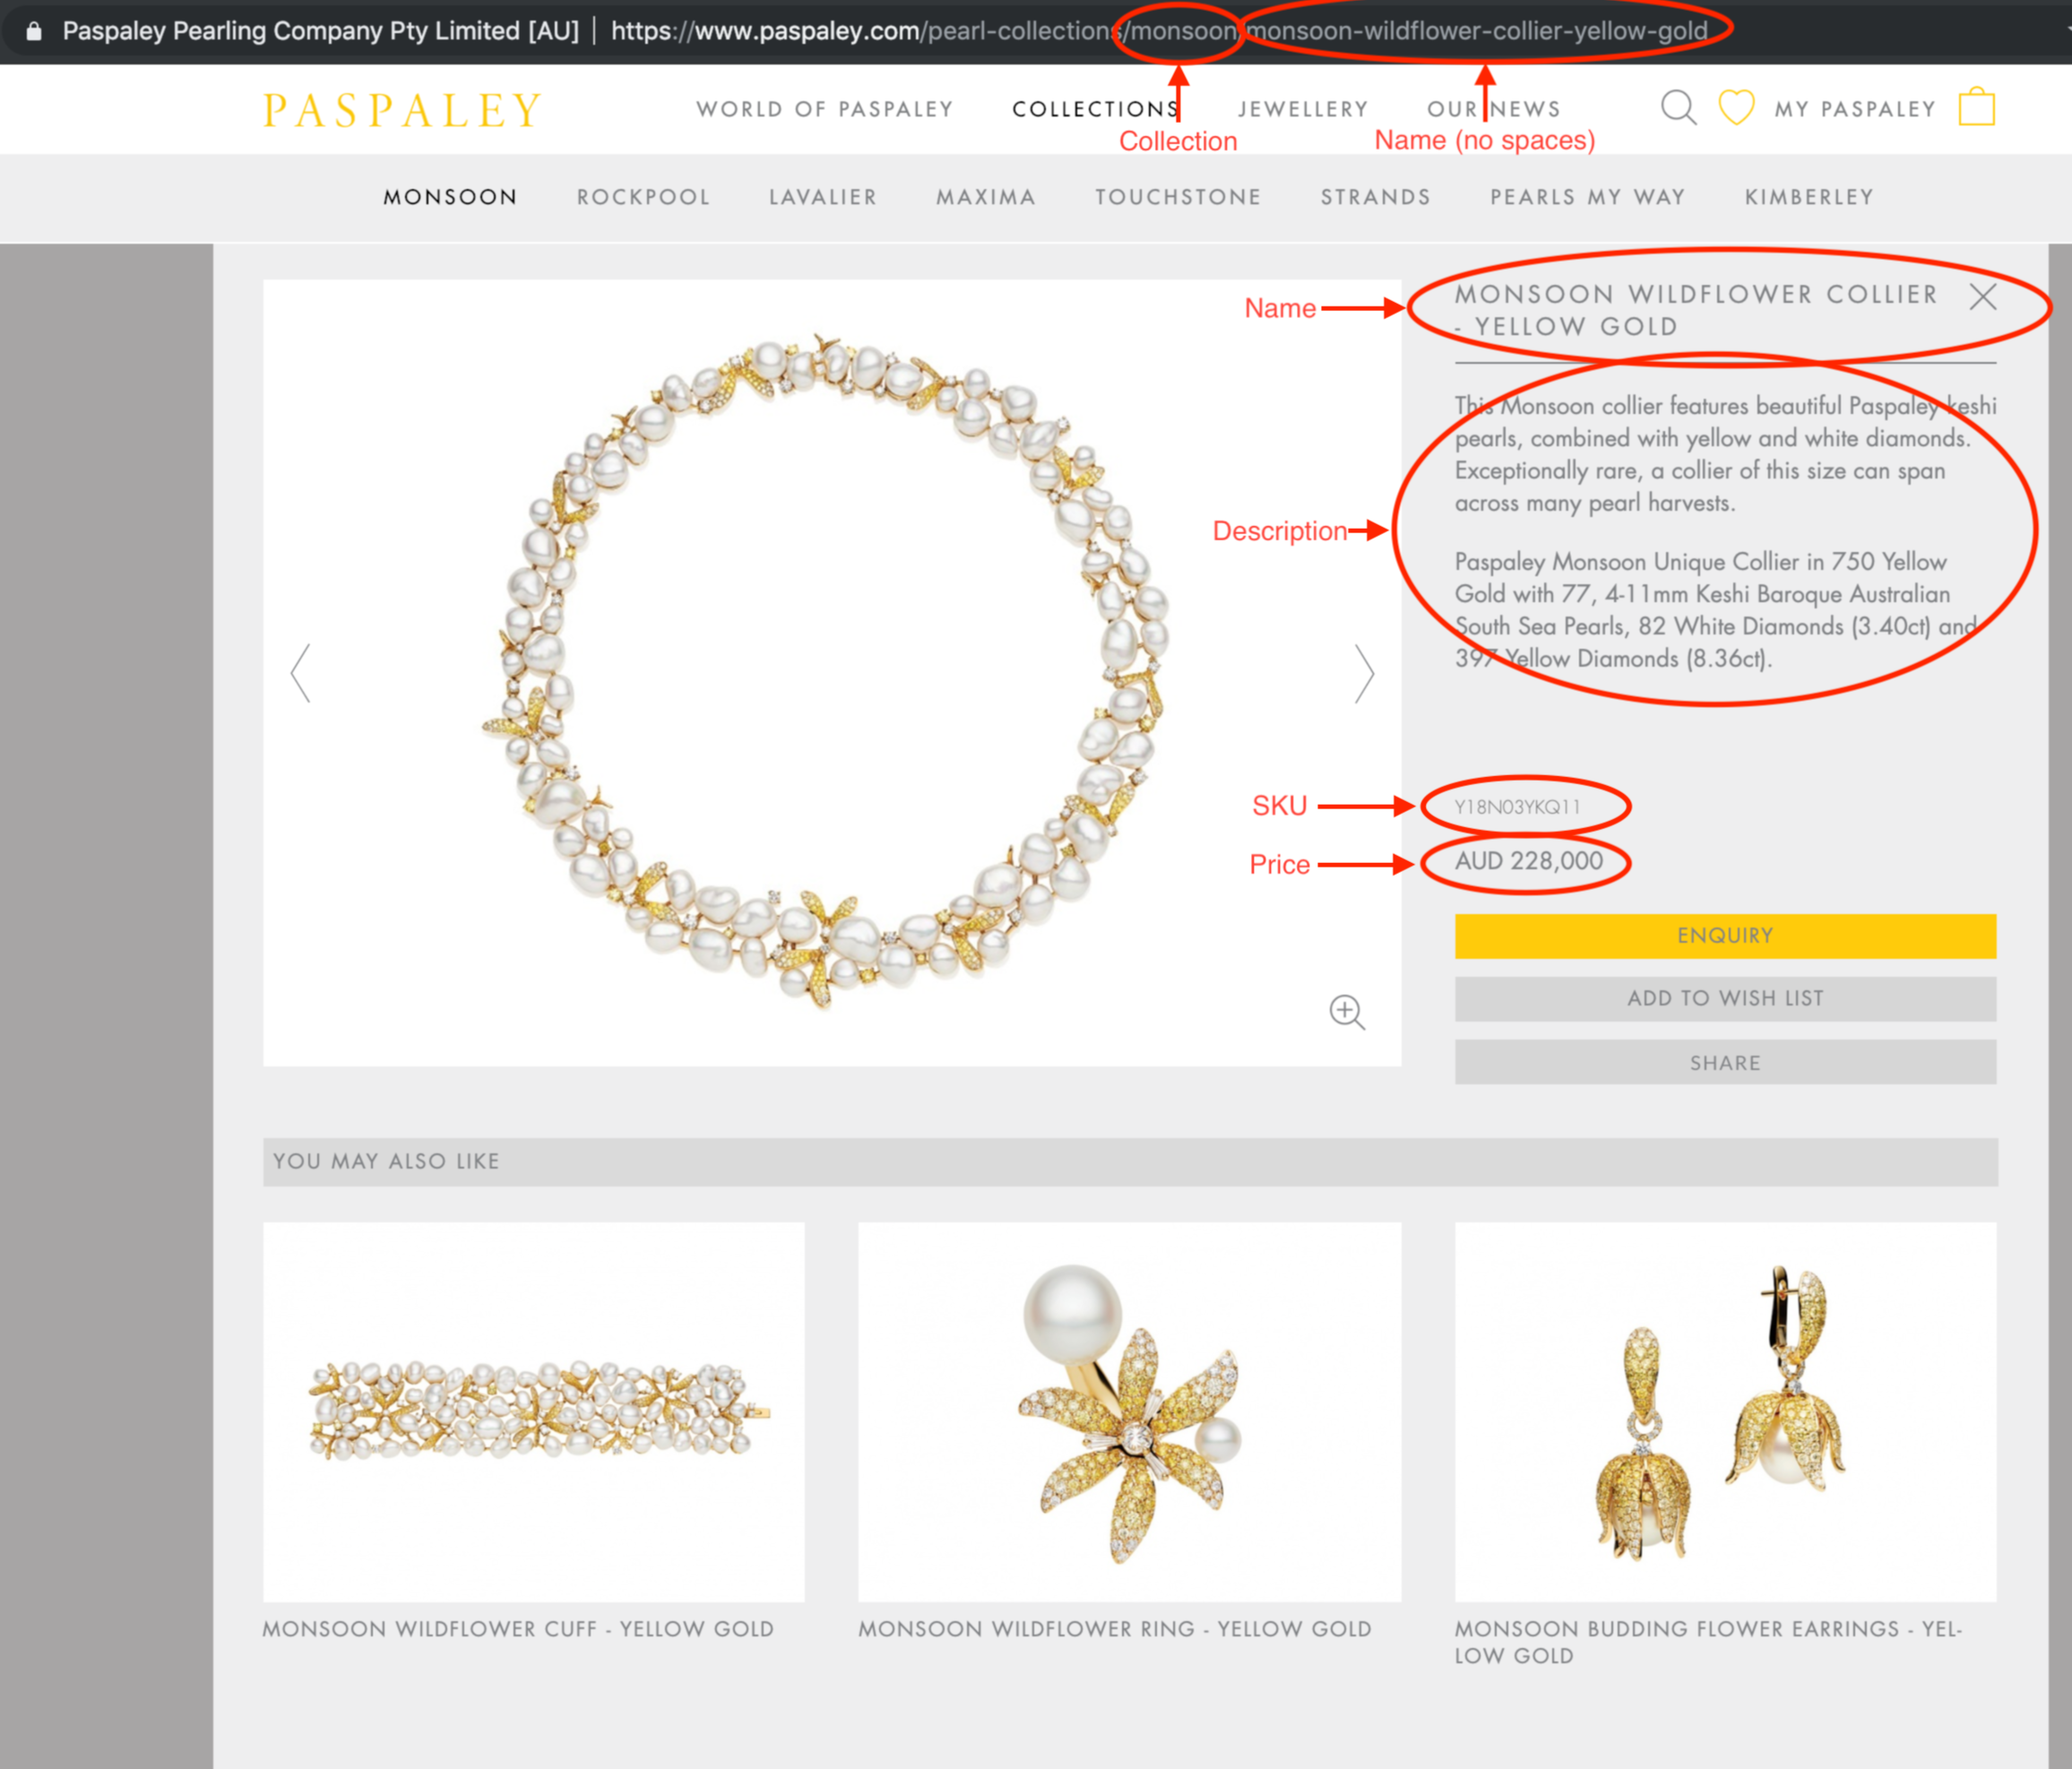 Paspaley Pearling Company Pty Limited [AU] | https://www.paspaley.com/pearl-collections/monsoon/monsoon-wildflower-collier-yellow-gold
PASPALEY
WORLD OF PASPALEY COLLECTIONS JEWELLERY OUR NEWS MY PASPALEY
Collection Name (no spaces)
MONSOON ROCKPOOL LAVALIER MAXIMA TOUCHSTONE STRANDS PEARLS MY WAY KIMBERLEY
Name
MONSOON WILDFLOWER COLLIER
- YELLOW GOLD
This Monsoon collier features beautiful Paspaley keshi
pearls, combined with yellow and white diamonds.
Exceptionally rare, a collier of this size can span
across many pearl harvests.
Description
Paspaley Monsoon Unique Collier in 750 Yellow
Gold with 77, 4-11mm Keshi Baroque Australian
South Sea Pearls, 82 White Diamonds (3.40ct) and
397 Yellow Diamonds (8.36ct).
SKU
Y18N03YKQ11
Price
AUD 228,000
ENQUIRY
ADD TO WISH LIST
SHARE
YOU MAY ALSO LIKE
MONSOON WILDFLOWER CUFF - YELLOW GOLD
MONSOON WILDFLOWER RING - YELLOW GOLD
MONSOON BUDDING FLOWER EARRINGS - YEL-
LOW GOLD